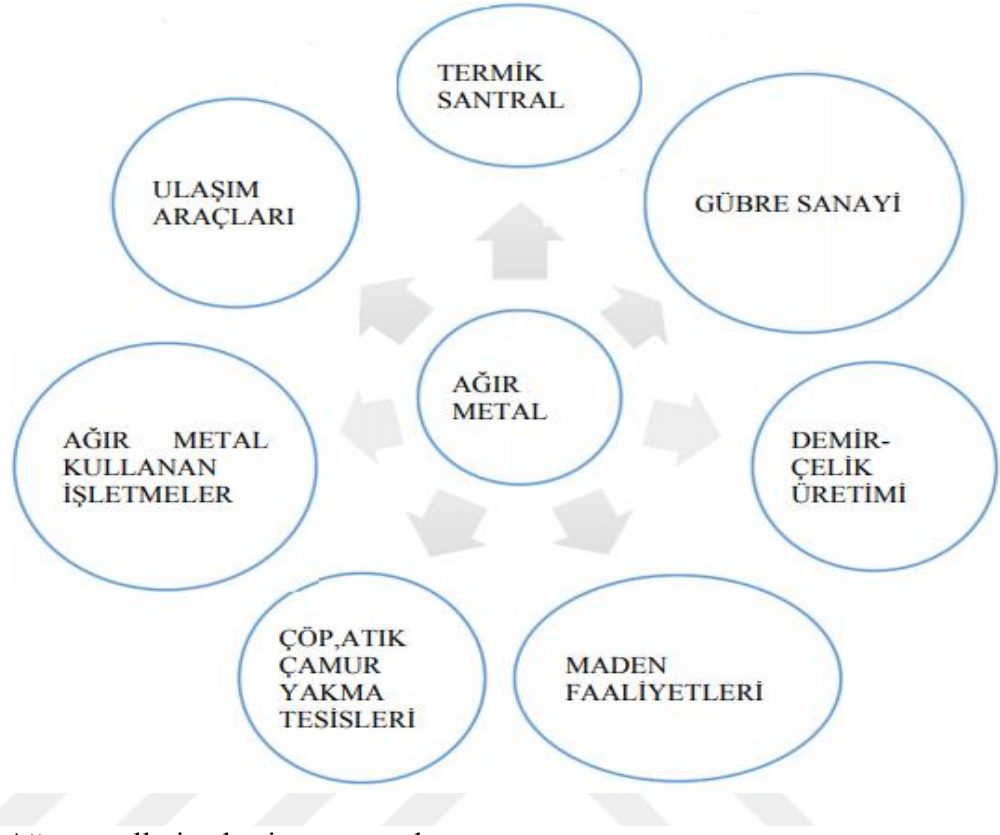 TERMİK
SANTRAL
GÜBRE SANAYİ
ULAŞIM
ARAÇLARI
AĞIR
METAL
DEMİR-
ÇELİK
ÜRETİMİ
AĞIR METAL
KULLANAN
İŞLETMELER
ÇÖP,ATIK
ÇAMUR
YAKMA
TESİSLERİ
MADEN
FAALİYETLERİ